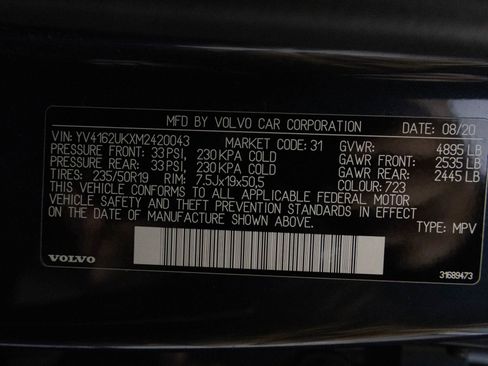 MFD BY VOLVO CAR CORPORATION DATE: 08/20
VIN: YV4162UKXM2420043 MARKET CODE: 31 GVWR: 4895 LB
PRESSURE FRONT: 33 PSI, 230 KPA COLD GAWR FRONT: 2535 LB
PRESSURE REAR: 33 PSI, 230 KPA COLD GAWR REAR: 2445 LB
TIRES: 235/50R19 RIM: 7.5Jx19x50,5 COLOUR: 723
THIS VEHICLE CONFORMS TO ALL APPLICABLE FEDERAL MOTOR
VEHICLE SAFETY AND THEFT PREVENTION STANDARDS IN EFFECT
ON THE DATE OF MANUFACTURE SHOWN ABOVE. TYPE: MPV
VOLVO 31689473